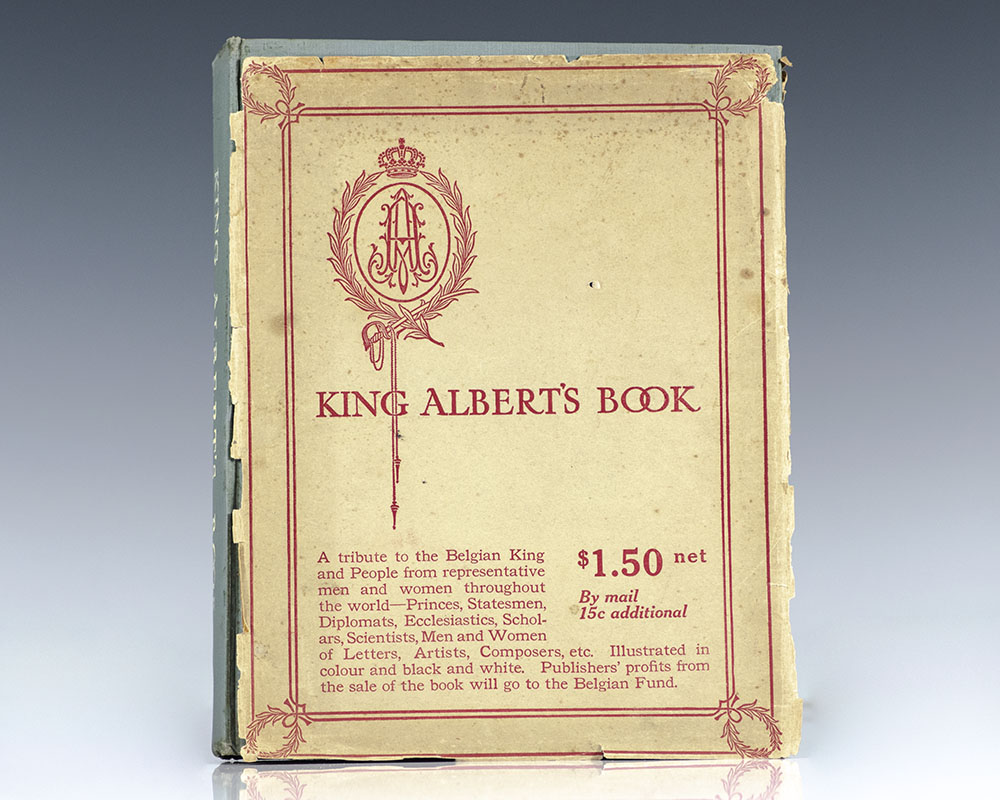 KING ALBERT'S BOOK
A tribute to the Belgian King
and People from representative
men and women throughout
the world—Princes, Statesmen,
Diplomats, Ecclesiastics, Schol-
ars, Scientists, Men and Women
of Letters, Artists, Composers, etc. Illustrated in
colour and black and white. Publishers' profits from
the sale of the book will go to the Belgian Fund.
$1.50 net
By mail
15c additional